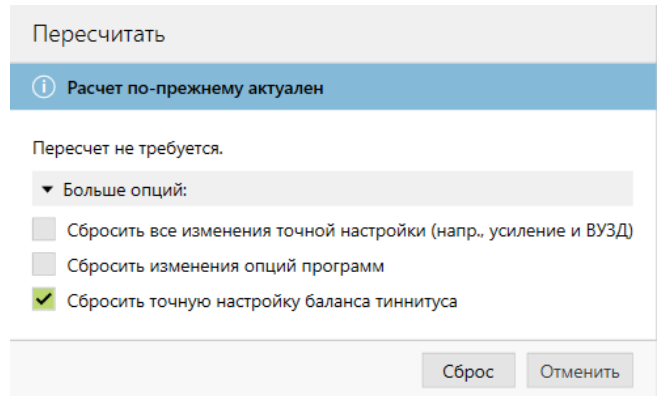 Пересчитать
Расчет по-прежнему актуален
Пересчет не требуется.
Больше опций:
Сбросить все изменения точной настройки (напр., усиление и ВУЗД)
Сбросить изменения опций программ
Сбросить точную настройку баланса тиннитуса
Сброс Отменить